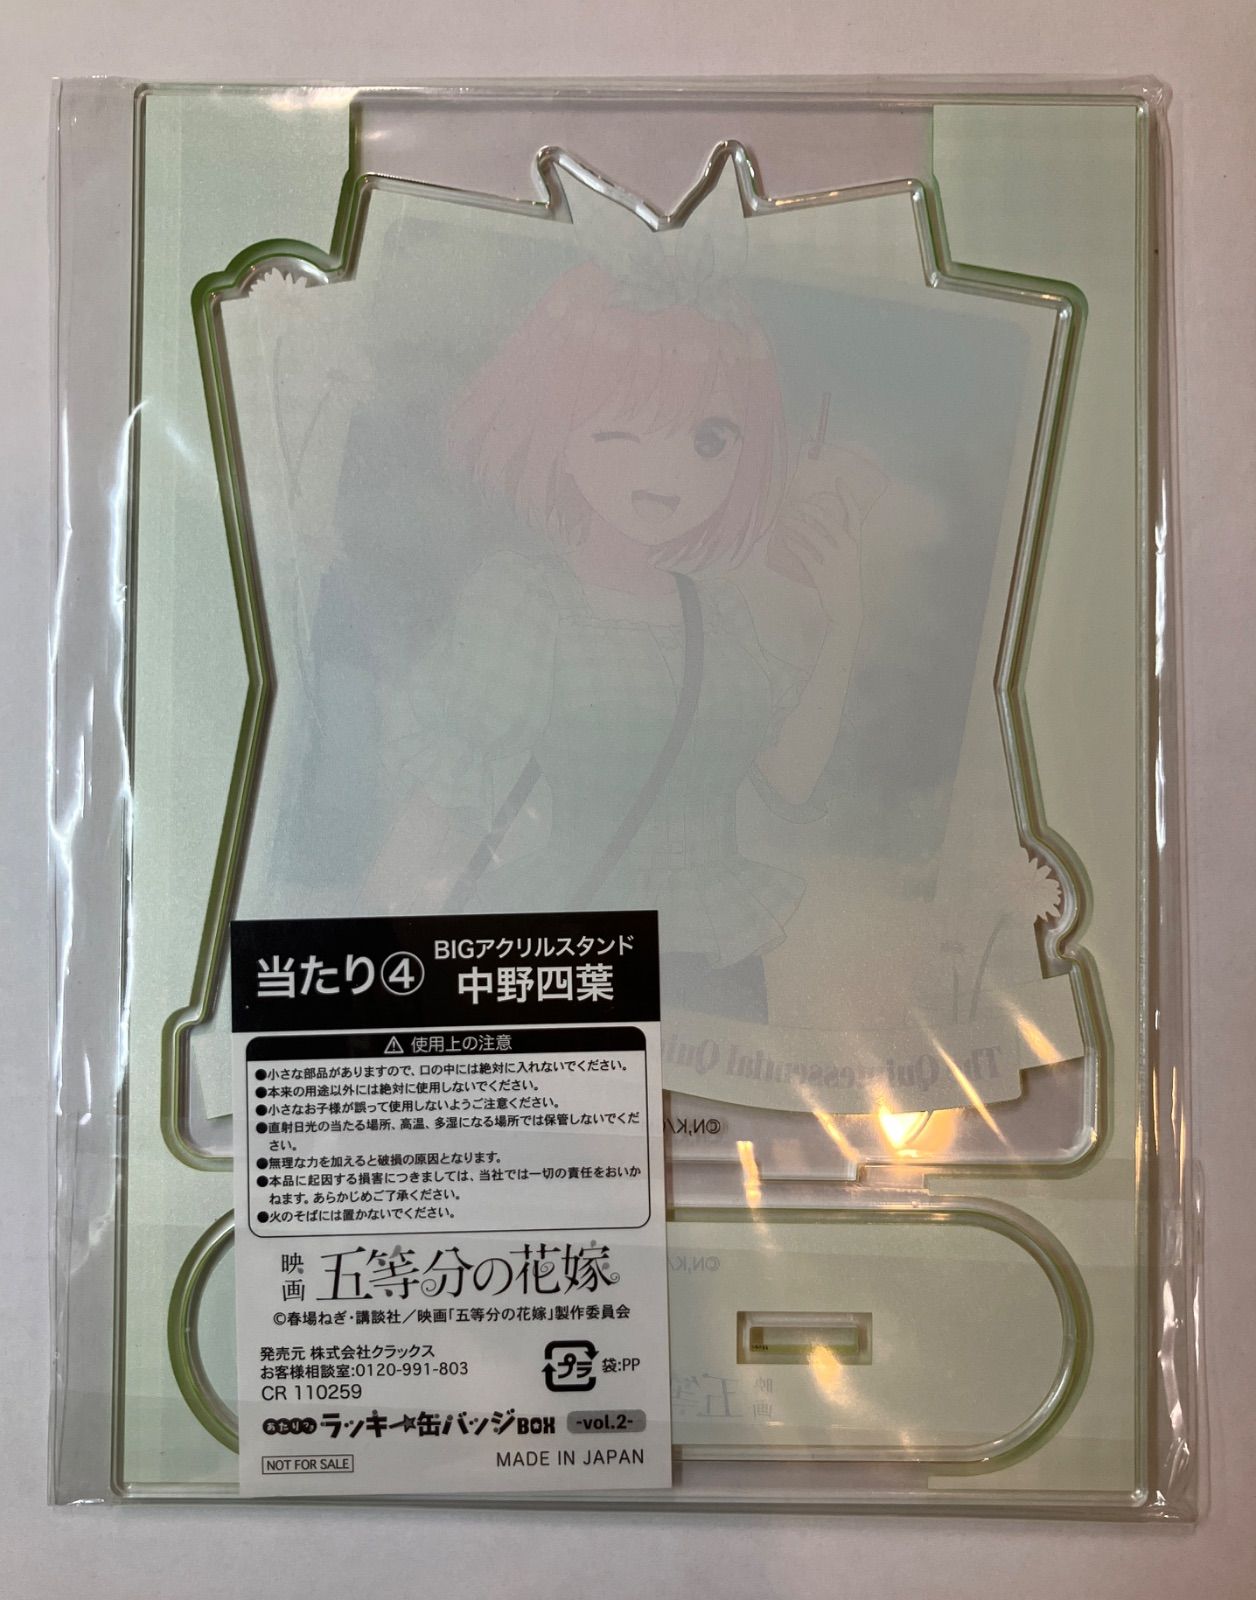 当たり④
BIGアクリルスタンド
中野四葉
⚠ 使用上の注意
●小さな部品がありますので、口の中には絶対に入れないでください。
●本来の用途以外には絶対に使用しないでください。
●小さなお子様が誤って使用しないようご注意ください。
●直射日光の当たる場所、高温、多湿になる場所では保管しないでくだ
さい。
●無理な力を加えると破損の原因となります。
●本品に起因する損害につきましては、当社では一切の責任をおいか
ねます。あらかじめご了承ください。
●火のそばには置かないでください。
映画 五等分の花嫁
©春場ねぎ・講談社／映画「五等分の花嫁」製作委員会
発売元 株式会社クラックス
お客様相談室:0120-991-803
CR 110259
プラ 袋:PP
あたりつき ラッキー☆缶バッジBOX -vol.2-
NOT FOR SALE
MADE IN JAPAN
The Quintessential Qui
©N,K/
©N,K/
映画 五等